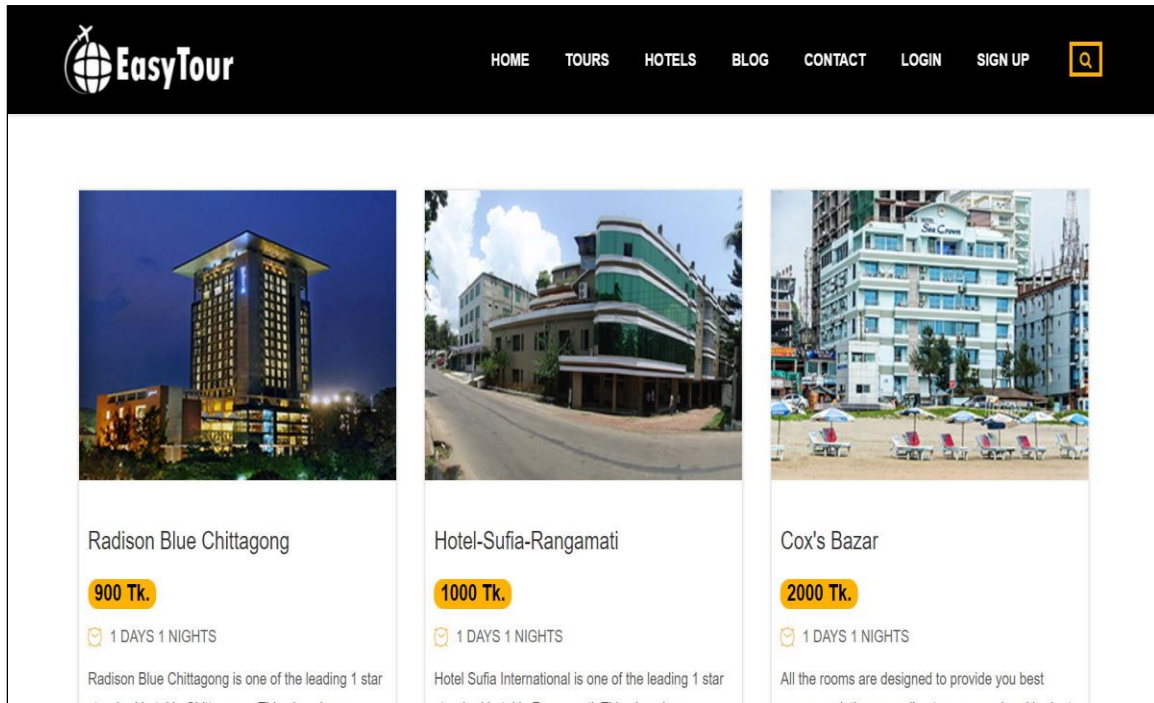 EasyTour
HOME TOURS HOTELS BLOG CONTACT LOGIN SIGN UP
Sea Crown
Radison Blue Chittagong
900 Tk.
1 DAYS 1 NIGHTS
Radison Blue Chittagong is one of the leading 1 star
Hotel-Sufia-Rangamati
1000 Tk.
1 DAYS 1 NIGHTS
Hotel Sufia International is one of the leading 1 star
Cox's Bazar
2000 Tk.
1 DAYS 1 NIGHTS
All the rooms are designed to provide you best